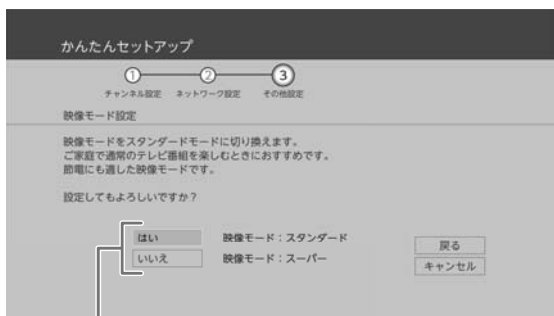 かんたんセットアップ
1 2 3
チャンネル設定 ネットワーク設定 その他設定
映像モード設定
映像モードをスタンダードモードに切り換えます。
ご家庭で通常のテレビ番組を楽しむときにおすすめです。
節電にも適した映像モードです。
設定してもよろしいですか？
はい 映像モード：スタンダード
いいえ 映像モード：スーパー
戻る
キャンセル